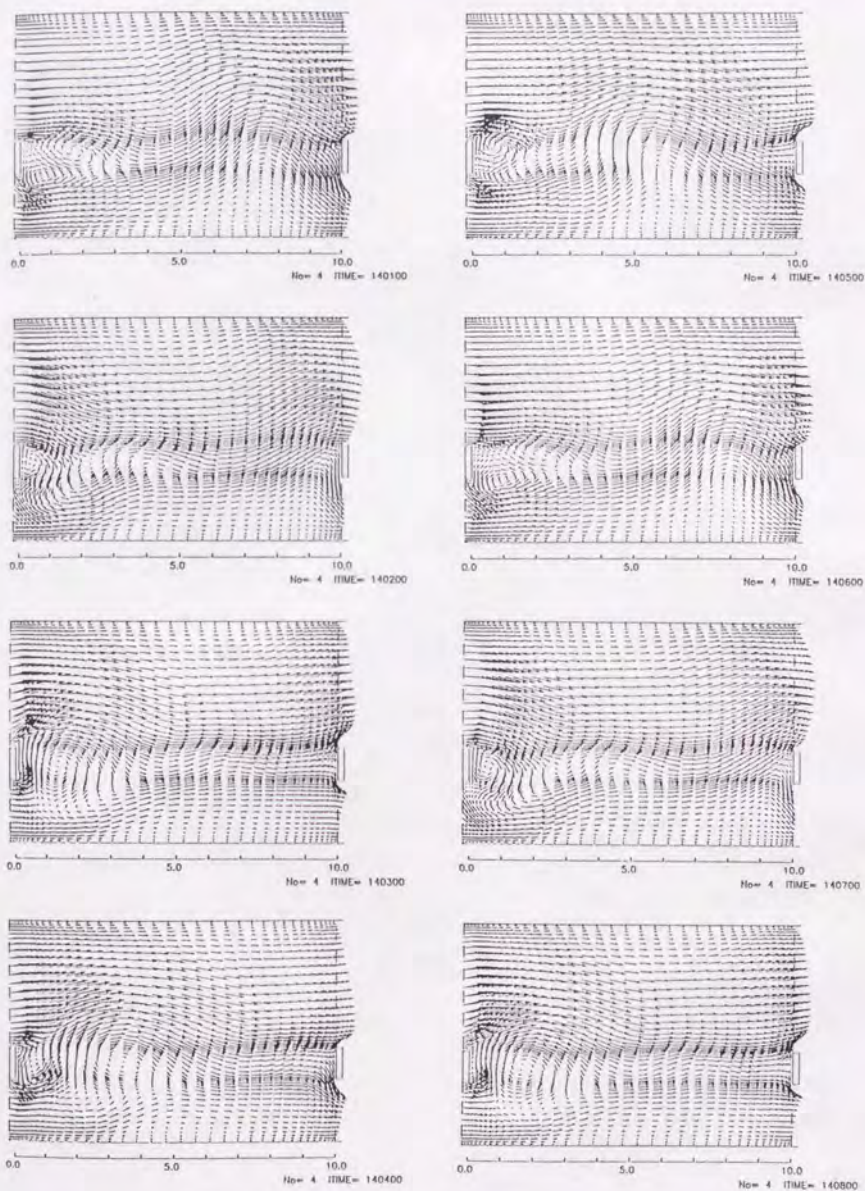 0.0 5.0 10.0
No= 4 ITIME= 140100
0.0 5.0 10.0
No= 4 ITIME= 140500
0.0 5.0 10.0
No= 4 ITIME= 140200
0.0 5.0 10.0
No= 4 ITIME= 140600
0.0 5.0 10.0
No= 4 ITIME= 140300
0.0 5.0 10.0
No= 4 ITIME= 140700
0.0 5.0 10.0
No= 4 ITIME= 140400
0.0 5.0 10.0
No= 4 ITIME= 140800